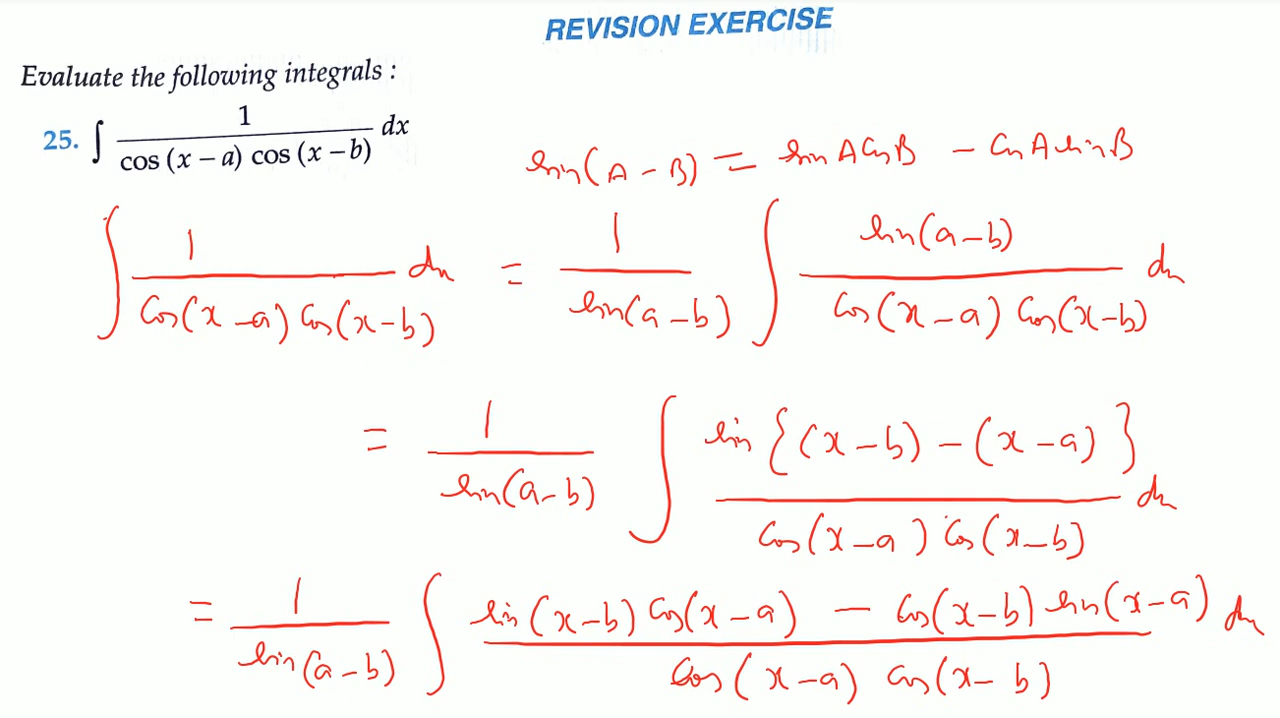 REVISION EXERCISE
Evaluate the following integrals :
25. ∫ 1 / (cos (x – a) cos (x – b)) dx
sin(A - B) = sin A Cos B - Cos A sin B
∫ 1 / (Cos(x - a) Cos(x - b)) dx = 1 / sin(a - b) ∫ sin(a - b) / (Cos(x - a) Cos(x - b)) dx
= 1 / sin(a - b) ∫ sin {(x - b) - (x - a)} / (Cos(x - a) Cos(x - b)) dx
= 1 / sin(a - b) ∫ (sin(x - b) Cos(x - a) - Cos(x - b) sin(x - a)) / (Cos(x - a) Cos(x - b)) dx